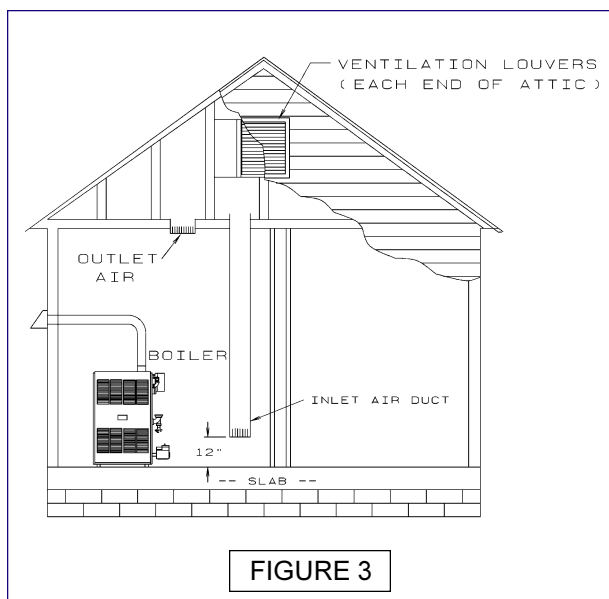 VENTILATION LOUVERS
(EACH END OF ATTIC)
OUTLET
AIR
BOILER
INLET AIR DUCT
12"
-- SLAB --
FIGURE 3